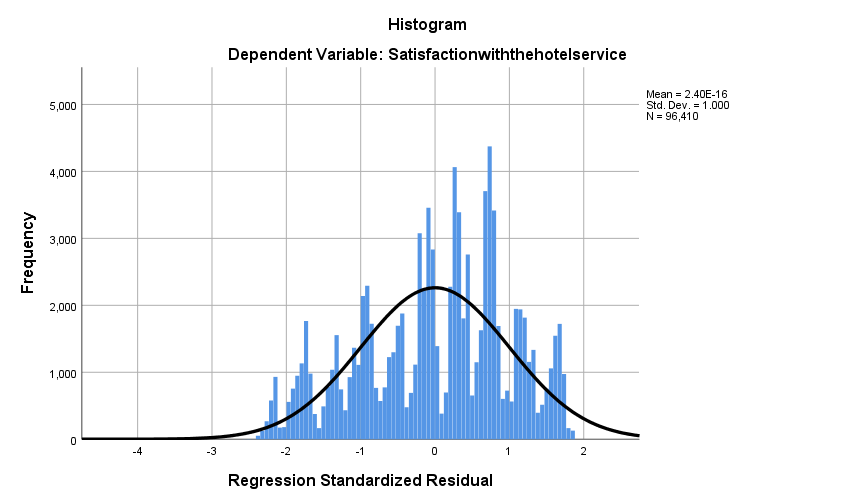 Histogram
Dependent Variable: Satisfactionwiththehotelservice
Mean = 2.40E-16
Std. Dev. = 1.000
N = 96,410
5,000
4,000
3,000
2,000
1,000
0
Frequency
-4 -3 -2 -1 0 1 2
Regression Standardized Residual